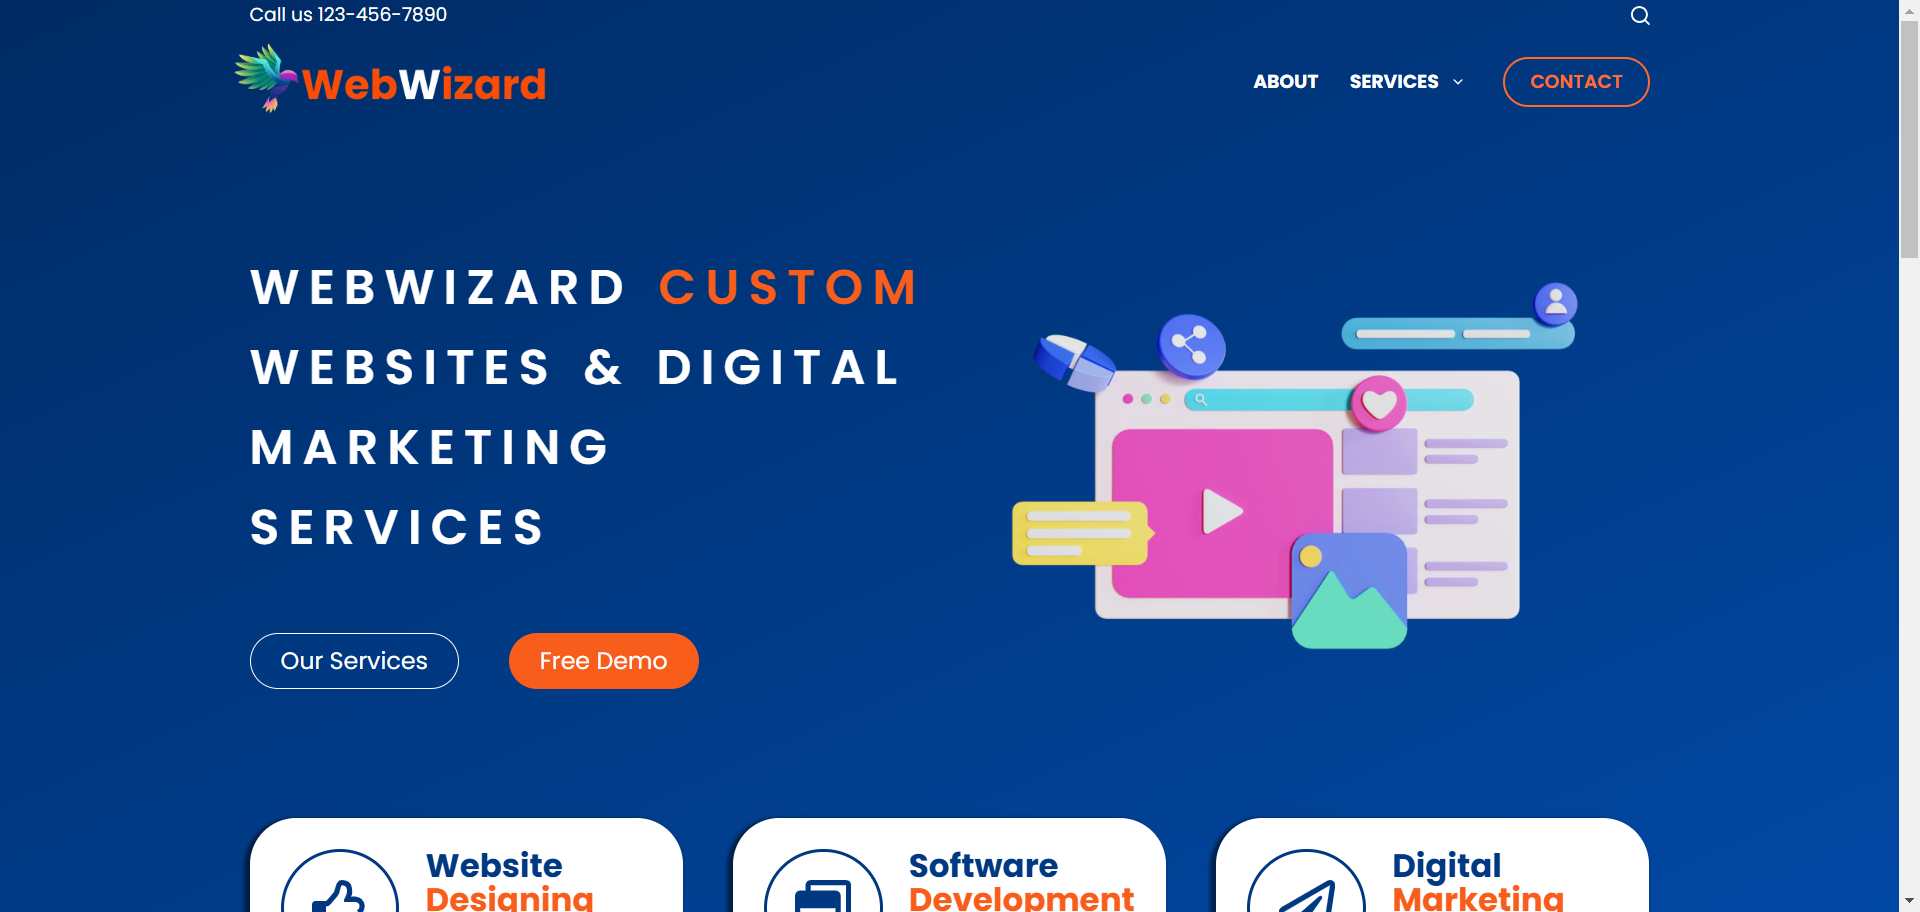 Call us 123-456-7890
WebWizard
ABOUT SERVICES CONTACT
WEBWIZARD CUSTOM
WEBSITES & DIGITAL
MARKETING
SERVICES
Our Services Free Demo
Website
Designing
Software
Development
Digital
Marketing